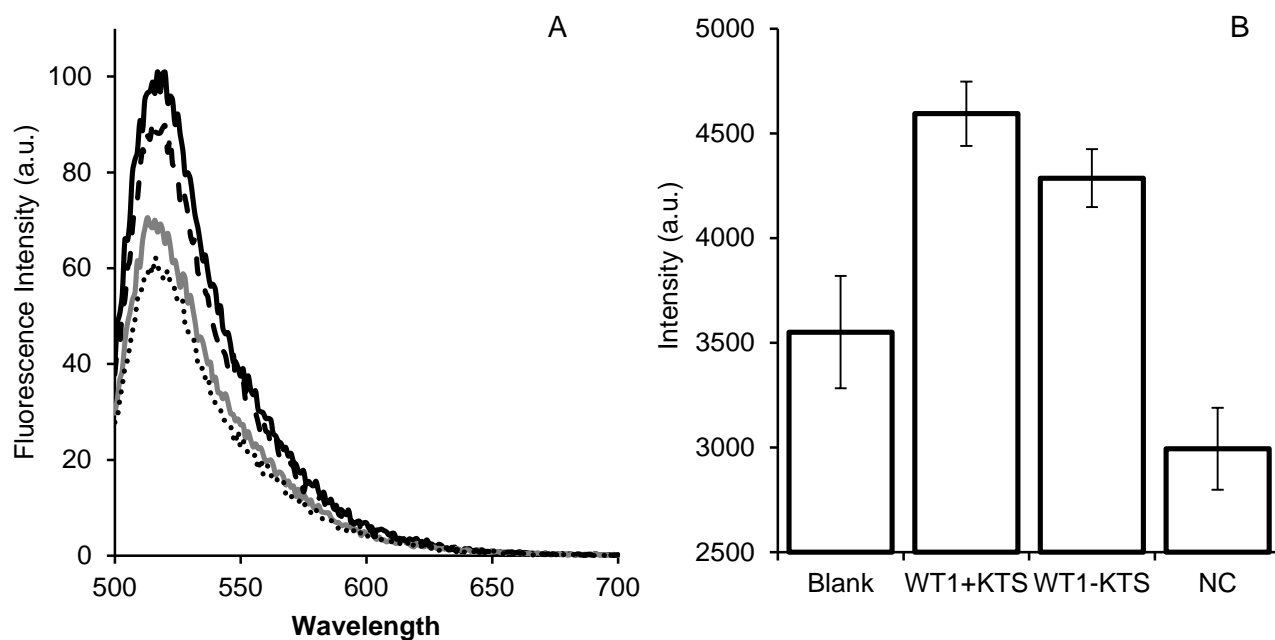 A
Fluorescence Intensity (a.u.)
100
80
60
40
20
0
500 550 600 650 700
Wavelength
B
Intensity (a.u.)
5000
4500
4000
3500
3000
2500
Blank WT1+KTS WT1-KTS NC